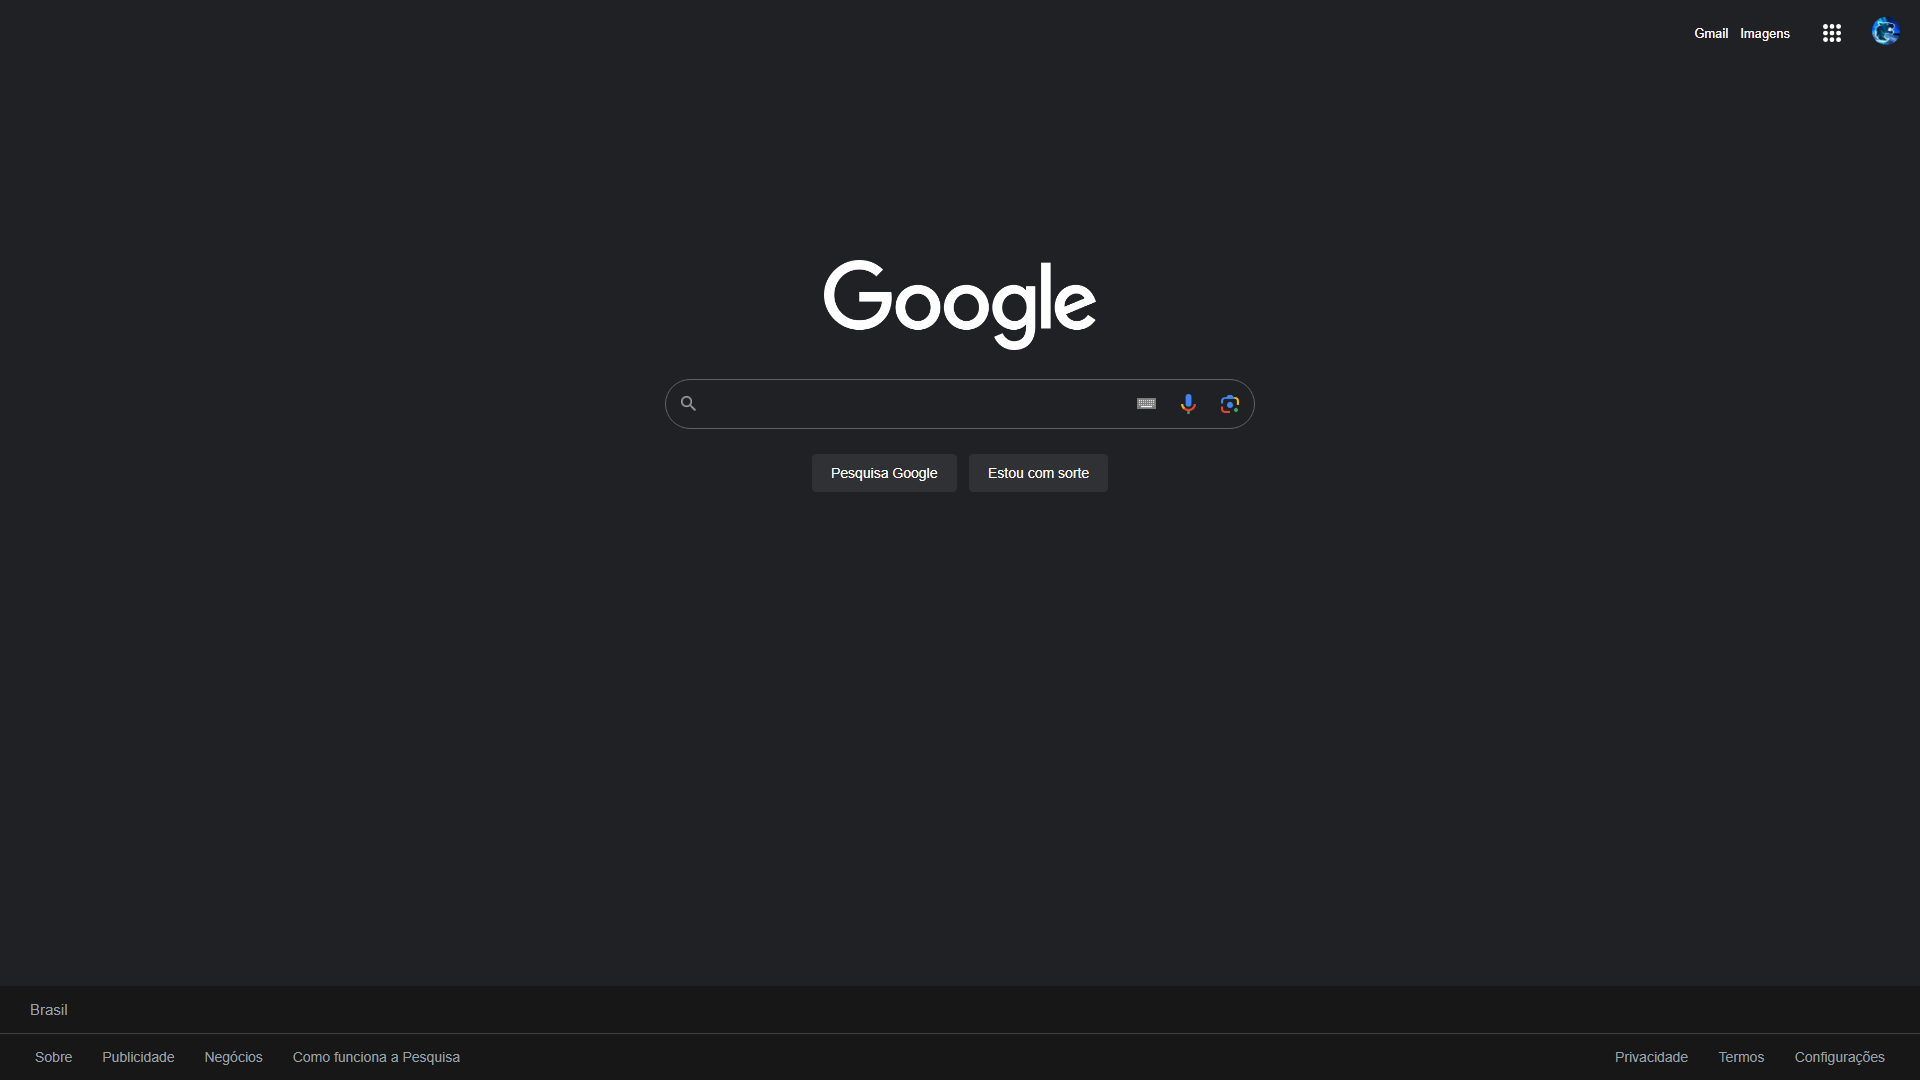 Gmail Imagens
Google
Pesquisa Google Estou com sorte
Brasil
Sobre Publicidade Negócios Como funciona a Pesquisa Privacidade Termos Configurações